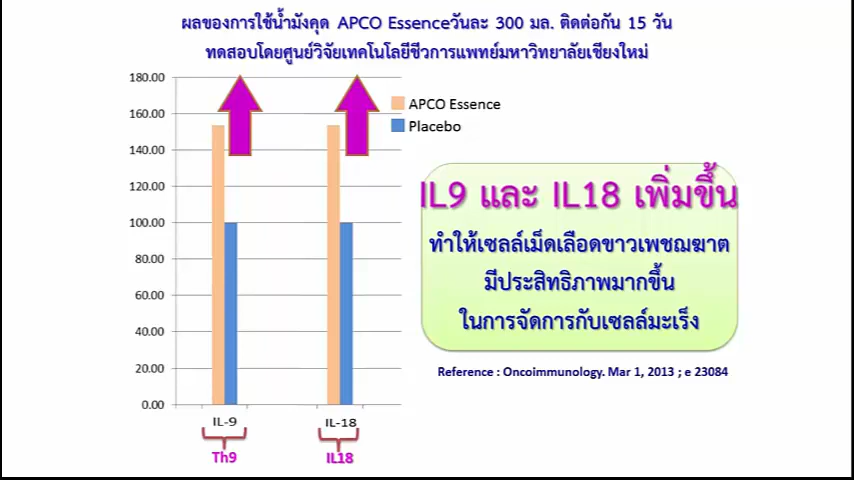 ผลของการใช้น้ำมังคุด APCO Essenceวันละ 300 มล. ติดต่อกัน 15 วัน
ทดสอบโดยศูนย์วิจัยเทคโนโลยีชีวการแพทย์มหาวิทยาลัยเชียงใหม่
180.00
160.00
140.00
120.00
100.00
80.00
60.00
40.00
20.00
0.00
APCO Essence
Placebo
IL9 และ IL18 เพิ่มขึ้น
ทำให้เซลล์เม็ดเลือดขาวเพชฌฆาต
มีประสิทธิภาพมากขึ้น
ในการจัดการกับเซลล์มะเร็ง
Reference : Oncoimmunology. Mar 1, 2013 ; e 23084
IL-9 IL-18
Th9 IL18